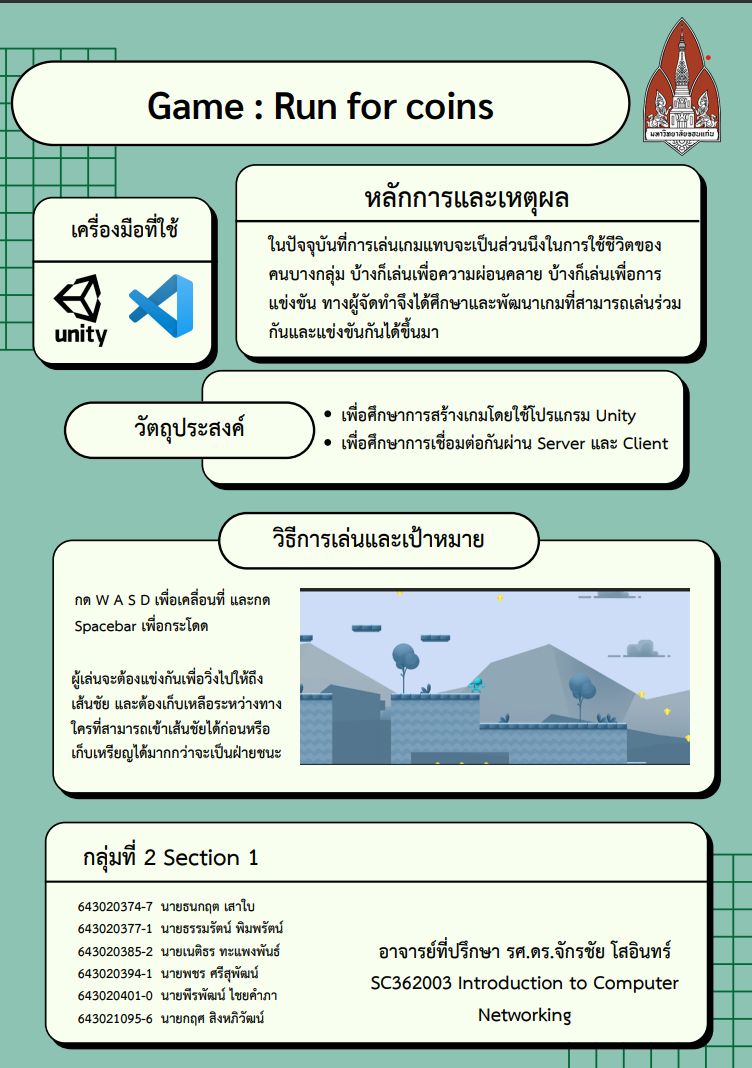 Game : Run for coins
มหาวิทยาลัยขอนแก่น
เครื่องมือที่ใช้
unity
หลักการและเหตุผล
ในปัจจุบันที่การเล่นเกมแทบจะเป็นส่วนนึงในการใช้ชีวิตของ
คนบางกลุ่ม บ้างก็เล่นเพื่อความผ่อนคลาย บ้างก็เล่นเพื่อการ
แข่งขัน ทางผู้จัดทำจึงได้ศึกษาและพัฒนาเกมที่สามารถเล่นร่วม
กันและแข่งขันกันได้ขึ้นมา
วัตถุประสงค์
• เพื่อศึกษาการสร้างเกมโดยใช้โปรแกรม Unity
• เพื่อศึกษาการเชื่อมต่อกันผ่าน Server และ Client
วิธีการเล่นและเป้าหมาย
กด W A S D เพื่อเคลื่อนที่ และกด
Spacebar เพื่อกระโดด
ผู้เล่นจะต้องแข่งกันเพื่อวิ่งไปให้ถึง
เส้นชัย และต้องเก็บเหลือระหว่างทาง
ใครที่สามารถเข้าเส้นชัยได้ก่อนหรือ
เก็บเหรียญได้มากกว่าจะเป็นฝ่ายชนะ
กลุ่มที่ 2 Section 1
643020374-7 นายธนกฤต เสาใบ
643020377-1 นายธรรมรัตน์ พิมพรัตน์
643020385-2 นายเนติธร ทะแพงพันธ์
643020394-1 นายพชร ศรีสุพัฒน์
643020401-0 นายพีรพัฒน์ ไชยคำภา
643021095-6 นายกฤศ สิงหภิวัฒน์
อาจารย์ที่ปรึกษา รศ.ดร.จักรชัย โสอินทร์
SC362003 Introduction to Computer
Networking